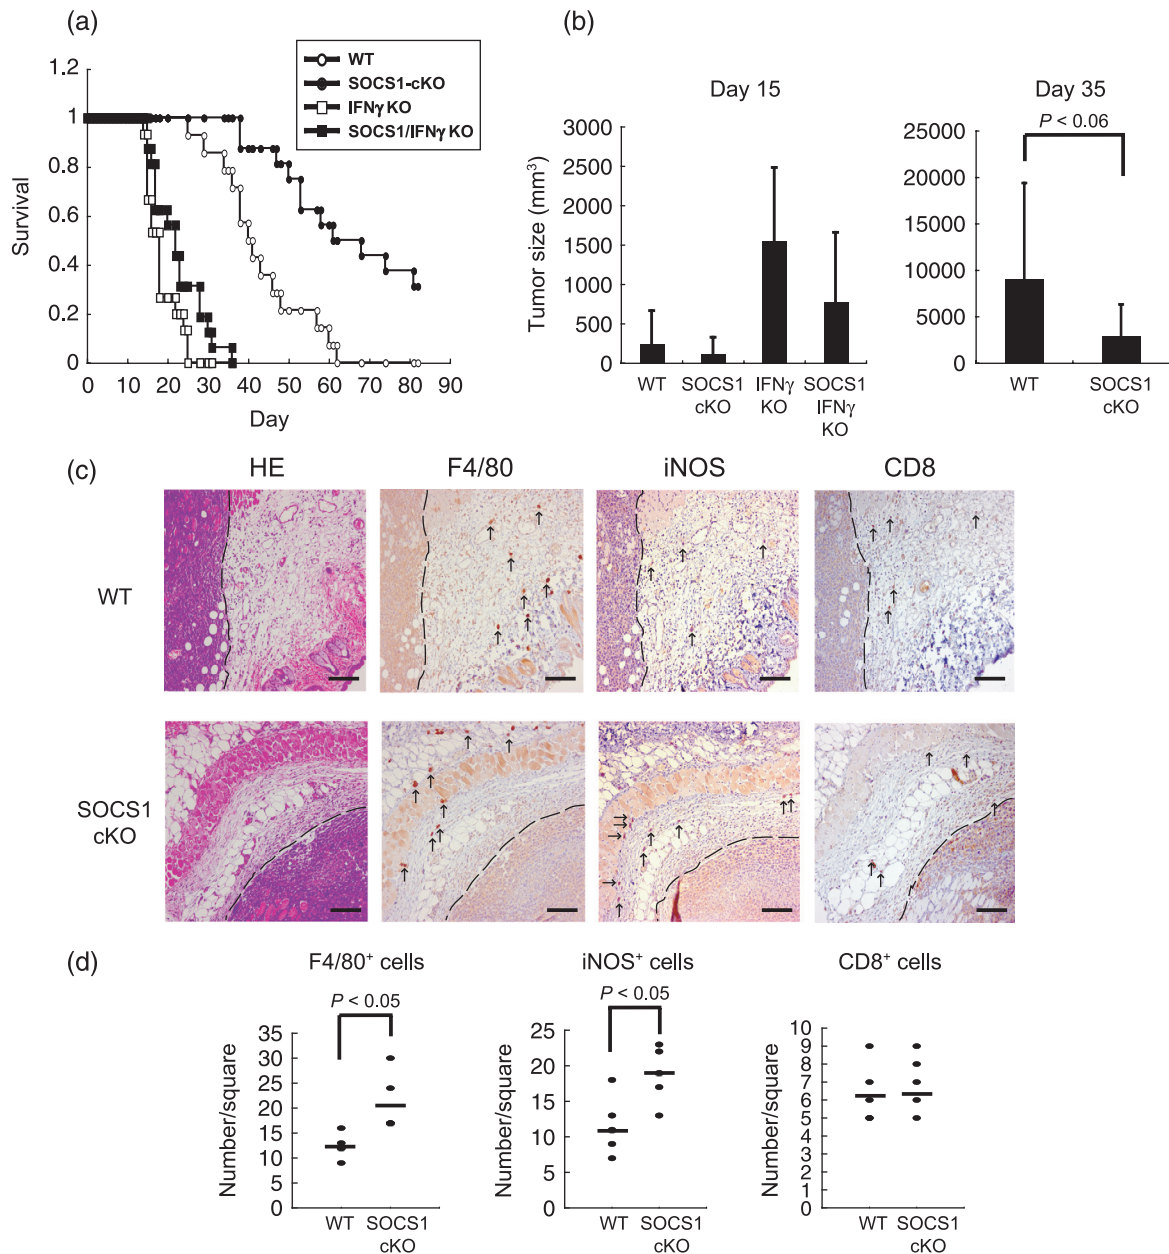 (a)
WT
SOCS1-cKO
IFNγ KO
SOCS1/IFNγ KO
1.2
1
0.8
0.6
0.4
0.2
0
Survival
0 10 20 30 40 50 60 70 80 90
Day
(b)
Day 15
Day 35
P < 0.06
Tumor size (mm³)
3000
2500
2000
1500
1000
500
0
WT SOCS1 cKO IFNγ KO SOCS1 IFNγ KO
25000
20000
15000
10000
5000
0
WT SOCS1 cKO
(c)
HE F4/80 iNOS CD8
WT
SOCS1
cKO
(d)
F4/80⁺ cells
P < 0.05
Number/square
35
30
25
20
15
10
5
0
WT SOCS1
cKO
iNOS⁺ cells
P < 0.05
Number/square
25
20
15
10
5
0
WT SOCS1
cKO
CD8⁺ cells
Number/square
9
8
7
6
5
4
3
2
1
0
WT SOCS1
cKO